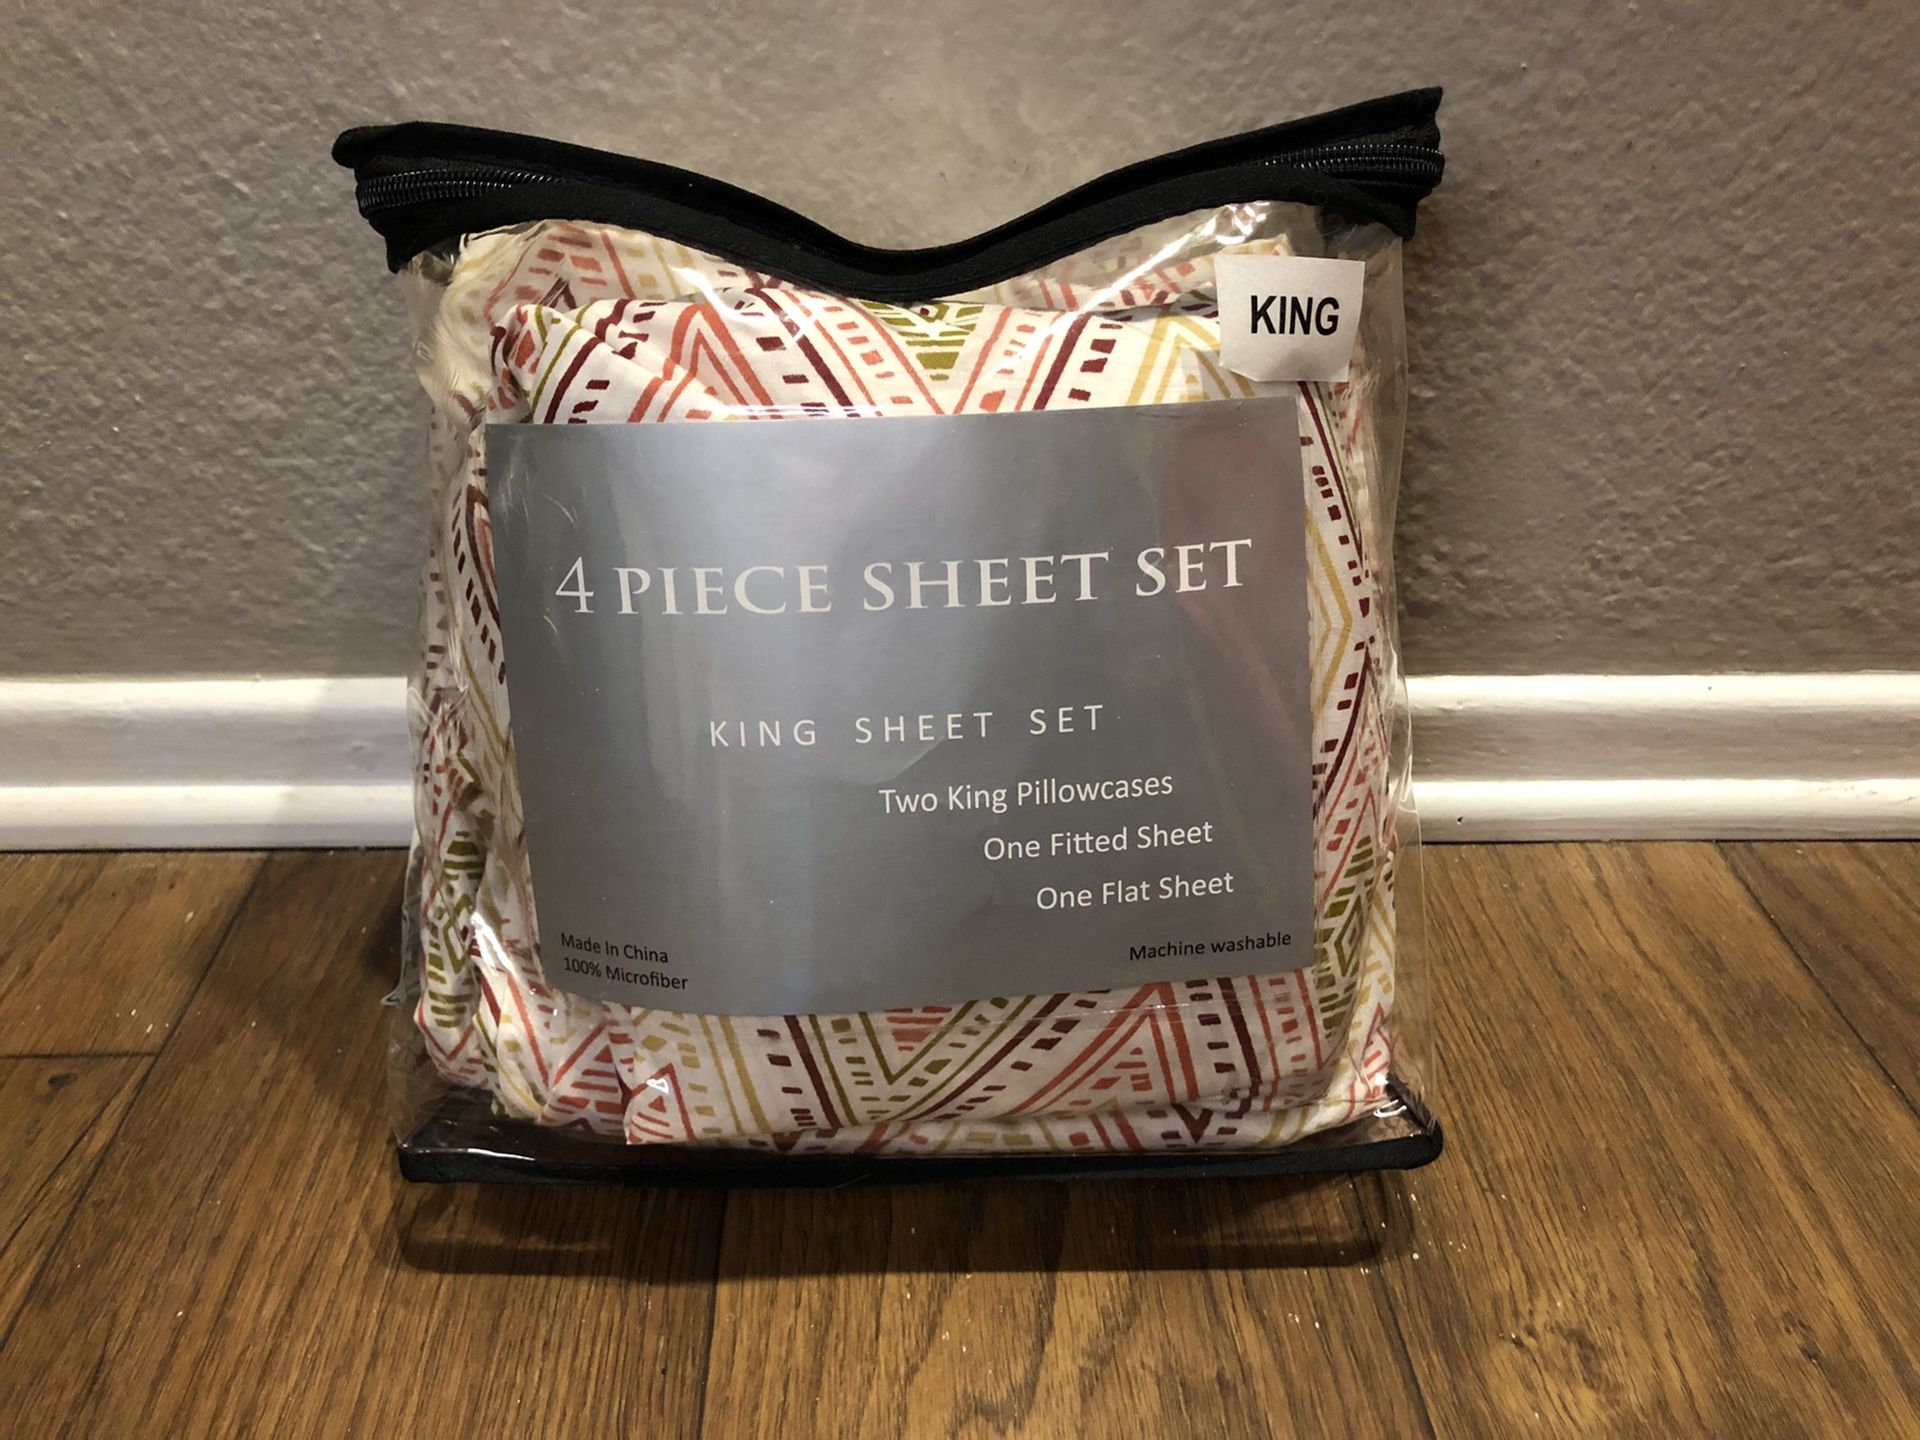 KING
4 PIECE SHEET SET
KING SHEET SET
Two King Pillowcases
One Fitted Sheet
One Flat Sheet
Made In China
100% Microfiber
Machine washable